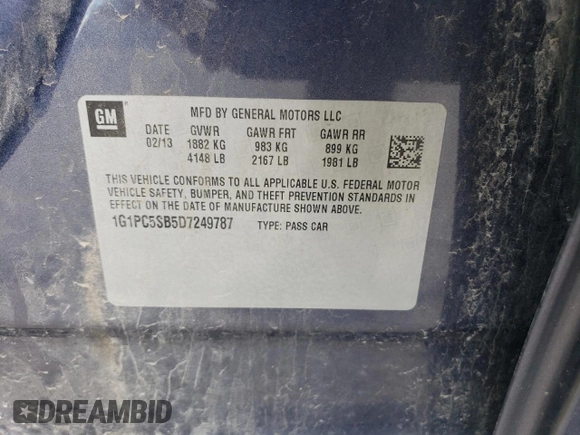 GM
MFD BY GENERAL MOTORS LLC
DATE GVWR GAWR FRT GAWR RR
02/13 1882 KG 983 KG 899 KG
4148 LB 2167 LB 1981 LB
THIS VEHICLE CONFORMS TO ALL APPLICABLE U.S. FEDERAL MOTOR
VEHICLE SAFETY, BUMPER, AND THEFT PREVENTION STANDARDS IN
EFFECT ON THE DATE OF MANUFACTURE SHOWN ABOVE.
1G1PC5SB5D7249787 TYPE: PASS CAR
DREAMBID